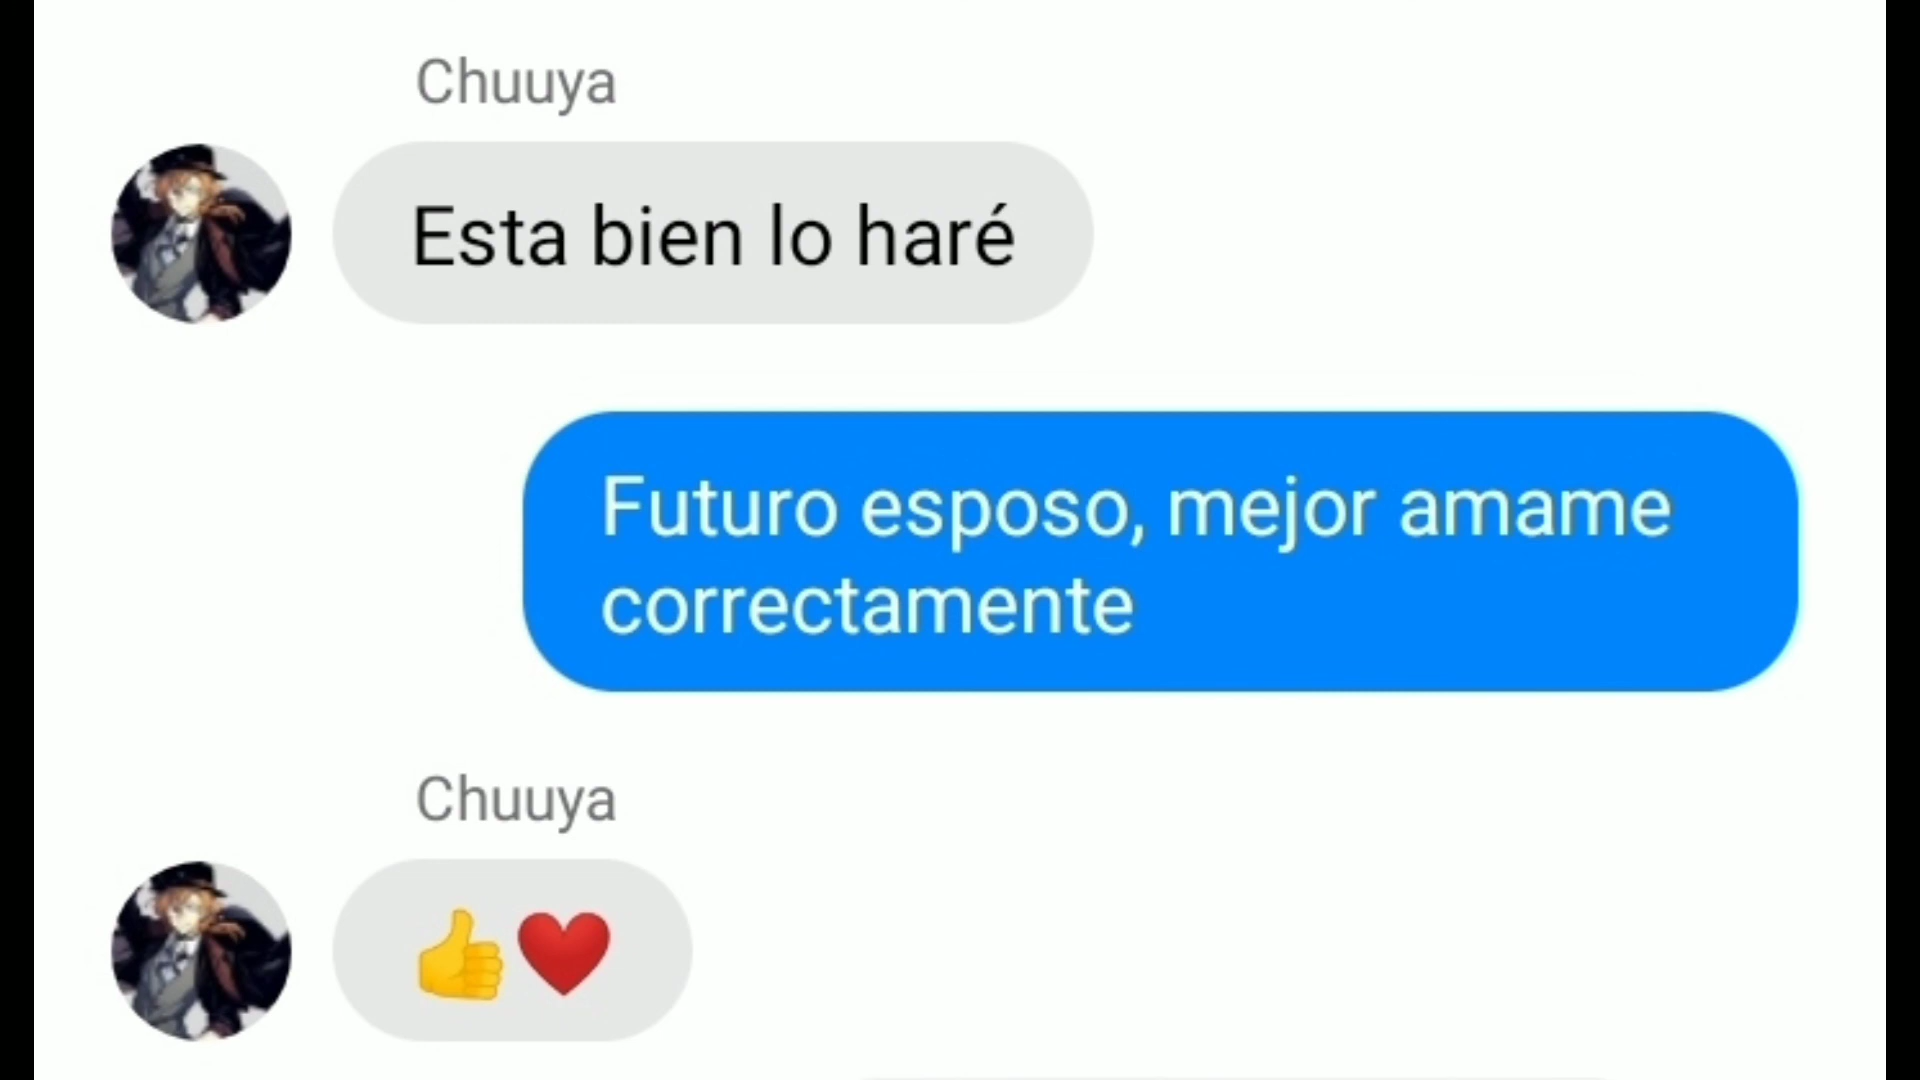 Chuuya
Esta bien lo haré
Futuro esposo, mejor amame
correctamente
Chuuya
👍❤️